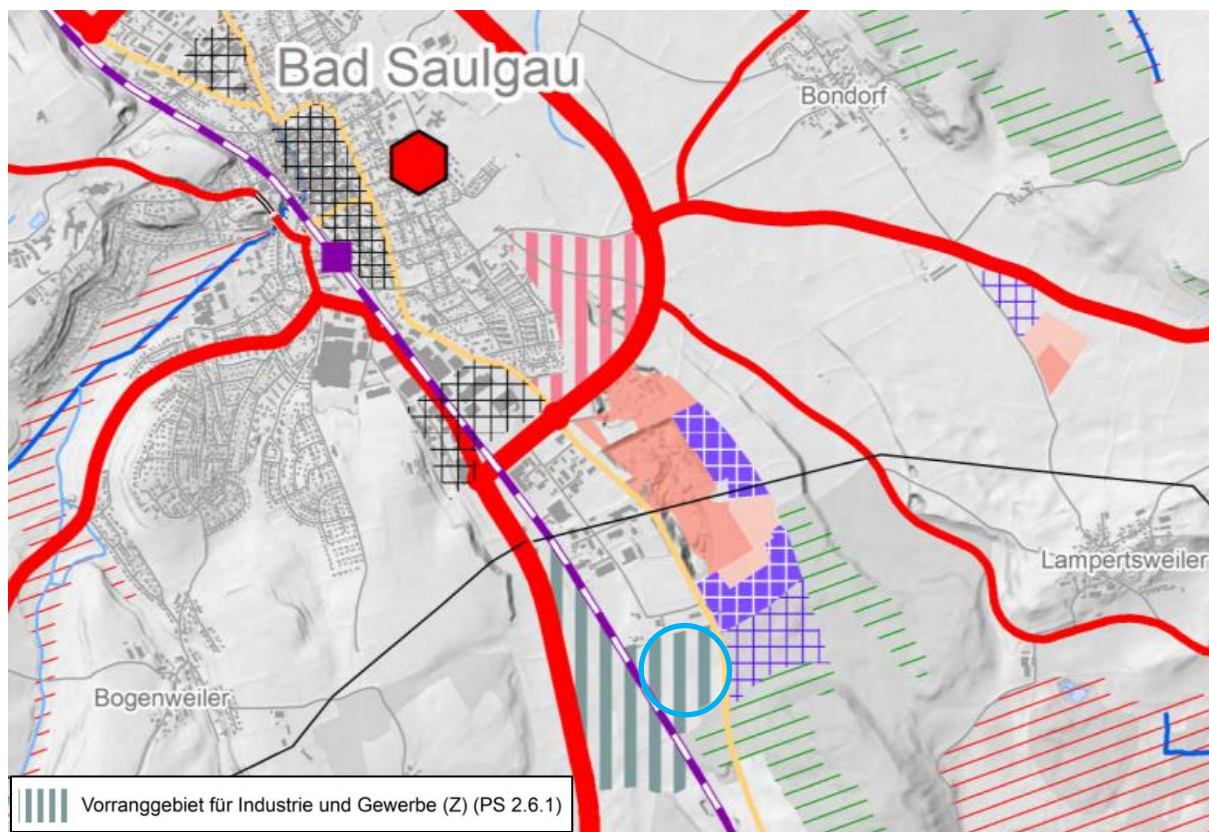 Bad Saulgau
Bondorf
Lampertsweiler
Bogenweiler
Vorranggebiet für Industrie und Gewerbe (Z) (PS 2.6.1)